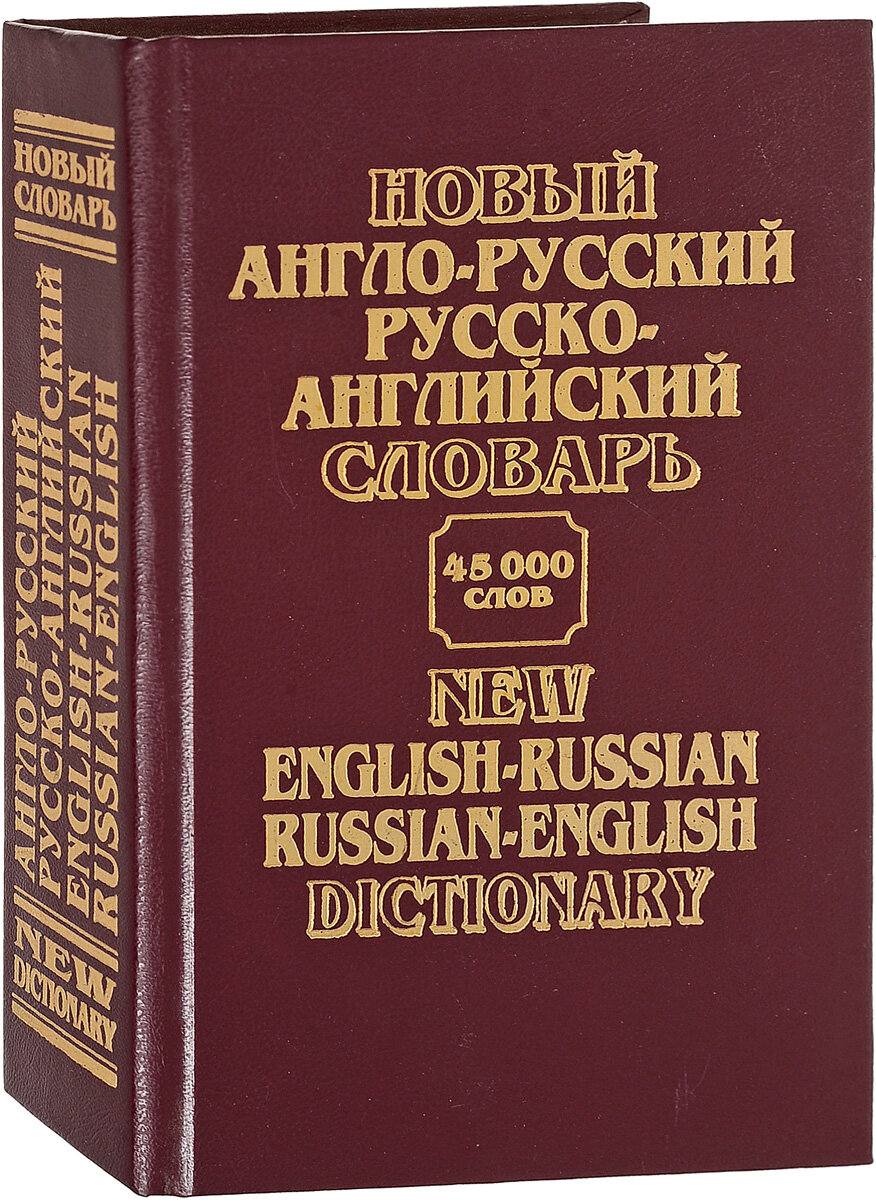 НОВЫЙ
СЛОВАРЬ
АНГЛО-РУССКИЙ
РУССКО-АНГЛИЙСКИЙ
ENGLISH-RUSSIAN
RUSSIAN-ENGLISH
NEW
DICTIONARY
НОВЫЙ
АНГЛО-РУССКИЙ
РУССКО-
АНГЛИЙСКИЙ
СЛОВАРЬ
45 000
СЛОВ
NEW
ENGLISH-RUSSIAN
RUSSIAN-ENGLISH
DICTIONARY